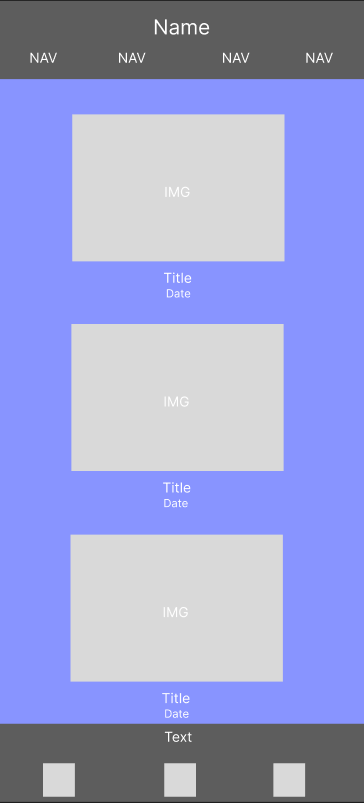 Name
NAV NAV NAV NAV
IMG
Title
Date
IMG
Title
Date
IMG
Title
Date
Text